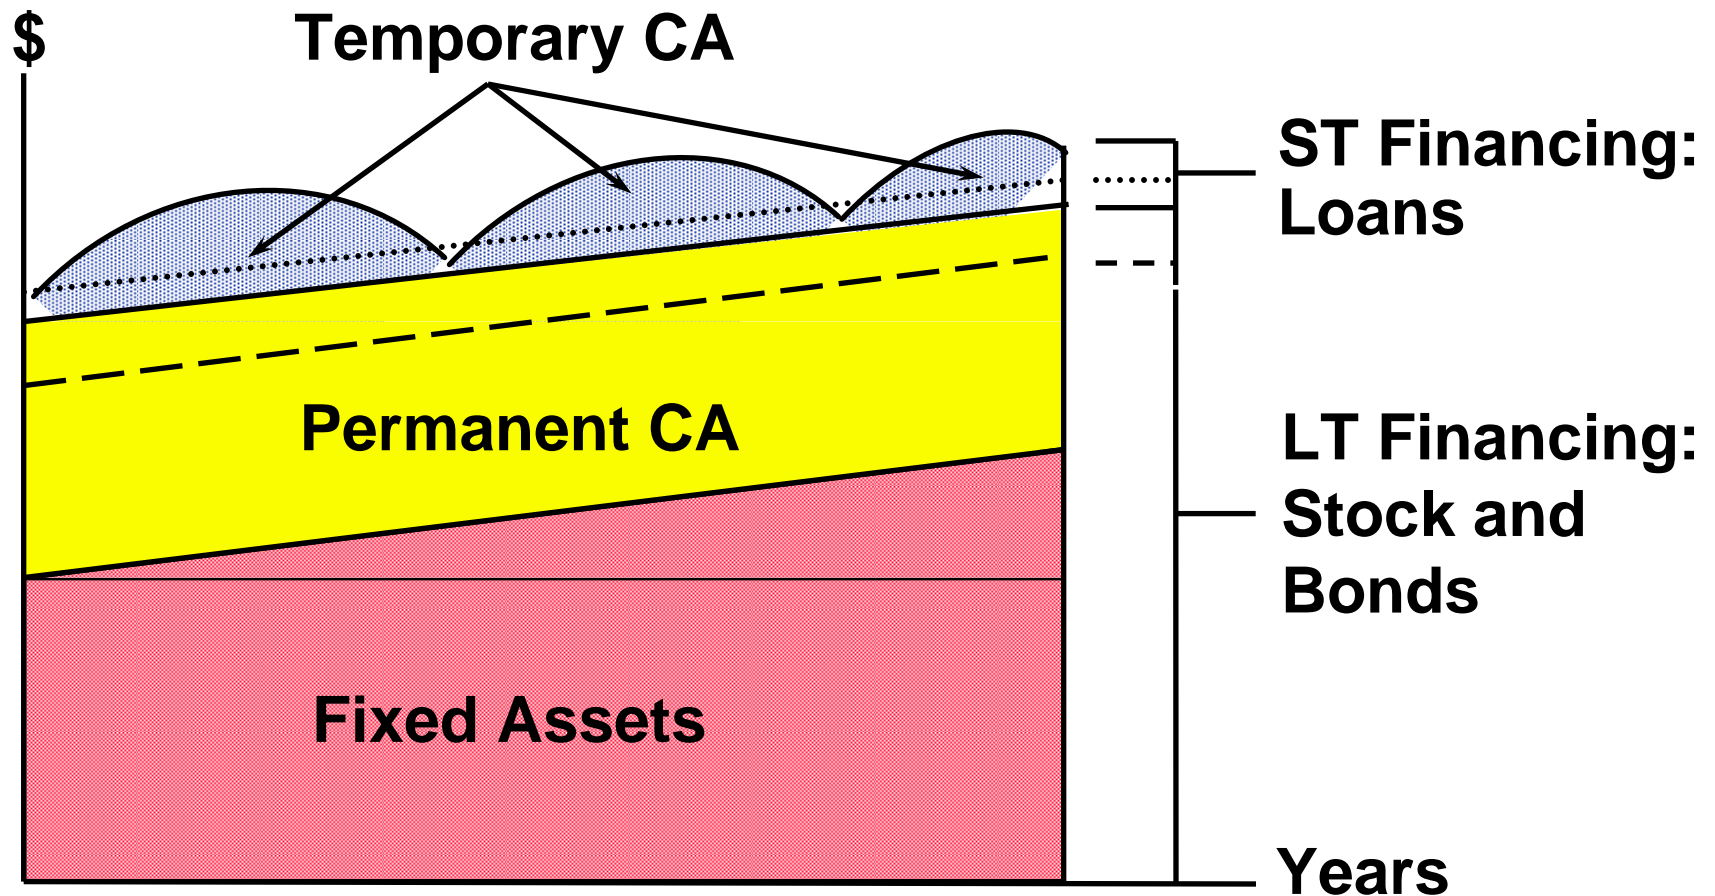 $
Temporary CA
ST Financing:
Loans
Permanent CA
LT Financing:
Stock and
Bonds
Fixed Assets
Years